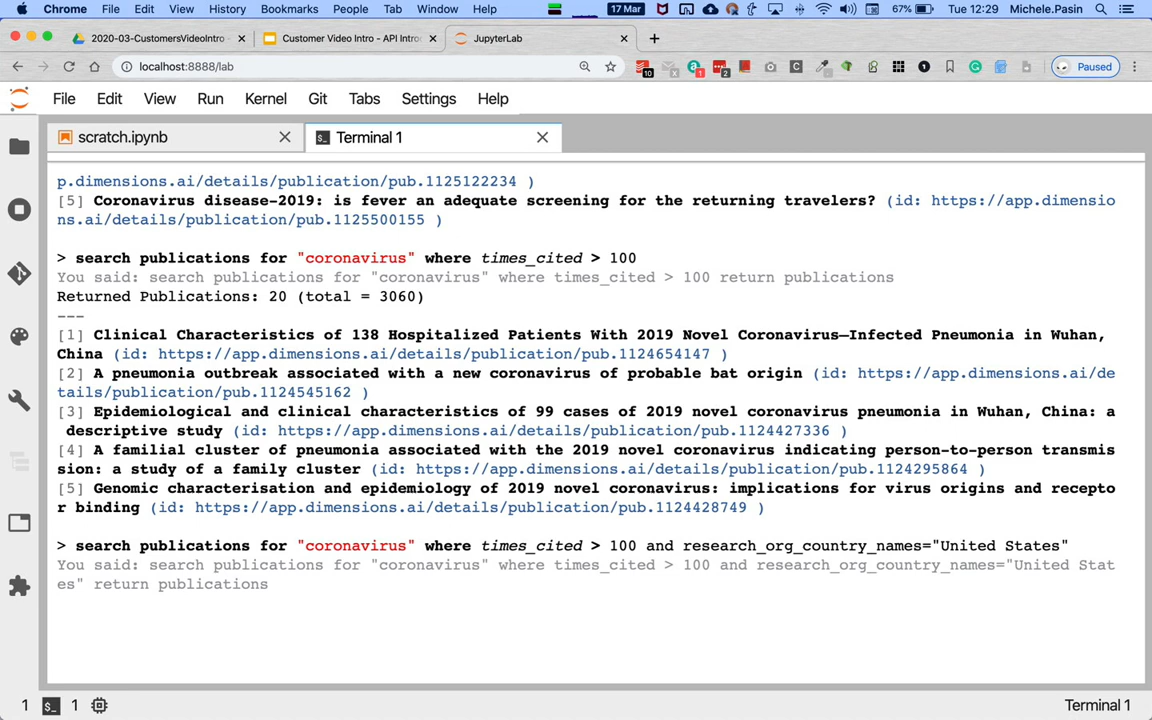 Chrome File Edit View History Bookmarks People Tab Window Help 17 Mar 67% Tue 12:29 Michele.Pasin
2020-03-CustomersVideoIntro Customer Video Intro - API Intro JupyterLab
localhost:8888/lab 10 1 2 Paused
File Edit View Run Kernel Git Tabs Settings Help
scratch.ipynb Terminal 1
p.dimensions.ai/details/publication/pub.1125122234 )
[5] Coronavirus disease-2019: is fever an adequate screening for the returning travelers? (id: https://app.dimensio
ns.ai/details/publication/pub.1125500155 )
> search publications for "coronavirus" where times_cited > 100
You said: search publications for "coronavirus" where times_cited > 100 return publications
Returned Publications: 20 (total = 3060)
---
[1] Clinical Characteristics of 138 Hospitalized Patients With 2019 Novel Coronavirus–Infected Pneumonia in Wuhan,
China (id: https://app.dimensions.ai/details/publication/pub.1124654147 )
[2] A pneumonia outbreak associated with a new coronavirus of probable bat origin (id: https://app.dimensions.ai/de
tails/publication/pub.1124545162 )
[3] Epidemiological and clinical characteristics of 99 cases of 2019 novel coronavirus pneumonia in Wuhan, China: a
descriptive study (id: https://app.dimensions.ai/details/publication/pub.1124427336 )
[4] A familial cluster of pneumonia associated with the 2019 novel coronavirus indicating person-to-person transmis
sion: a study of a family cluster (id: https://app.dimensions.ai/details/publication/pub.1124295864 )
[5] Genomic characterisation and epidemiology of 2019 novel coronavirus: implications for virus origins and recepto
r binding (id: https://app.dimensions.ai/details/publication/pub.1124428749 )
> search publications for "coronavirus" where times_cited > 100 and research_org_country_names="United States"
You said: search publications for "coronavirus" where times_cited > 100 and research_org_country_names="United Stat
es" return publications
1 $_ 1 Terminal 1